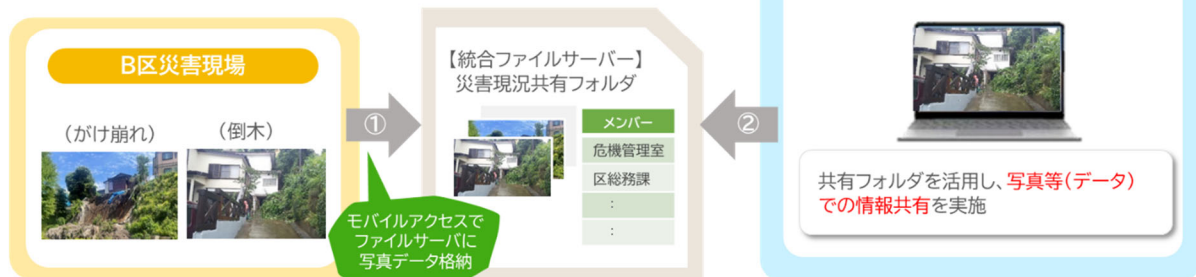 B区災害現場
(がけ崩れ)
(倒木)
①
モバイルアクセスで
ファイルサーバに
写真データ格納
【統合ファイルサーバー】
災害現況共有フォルダ
メンバー
危機管理室
区総務課
:
:
②
共有フォルダを活用し、写真等(データ)
での情報共有を実施